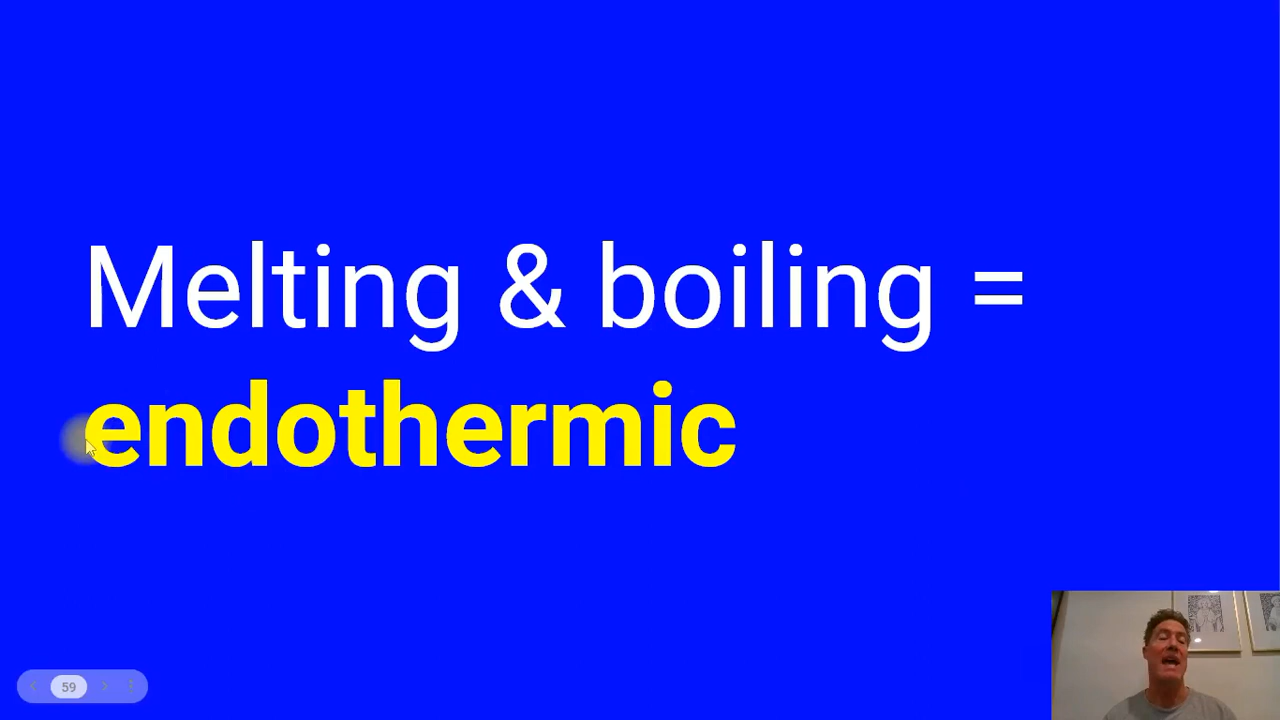 Melting & boiling =
endothermic
59